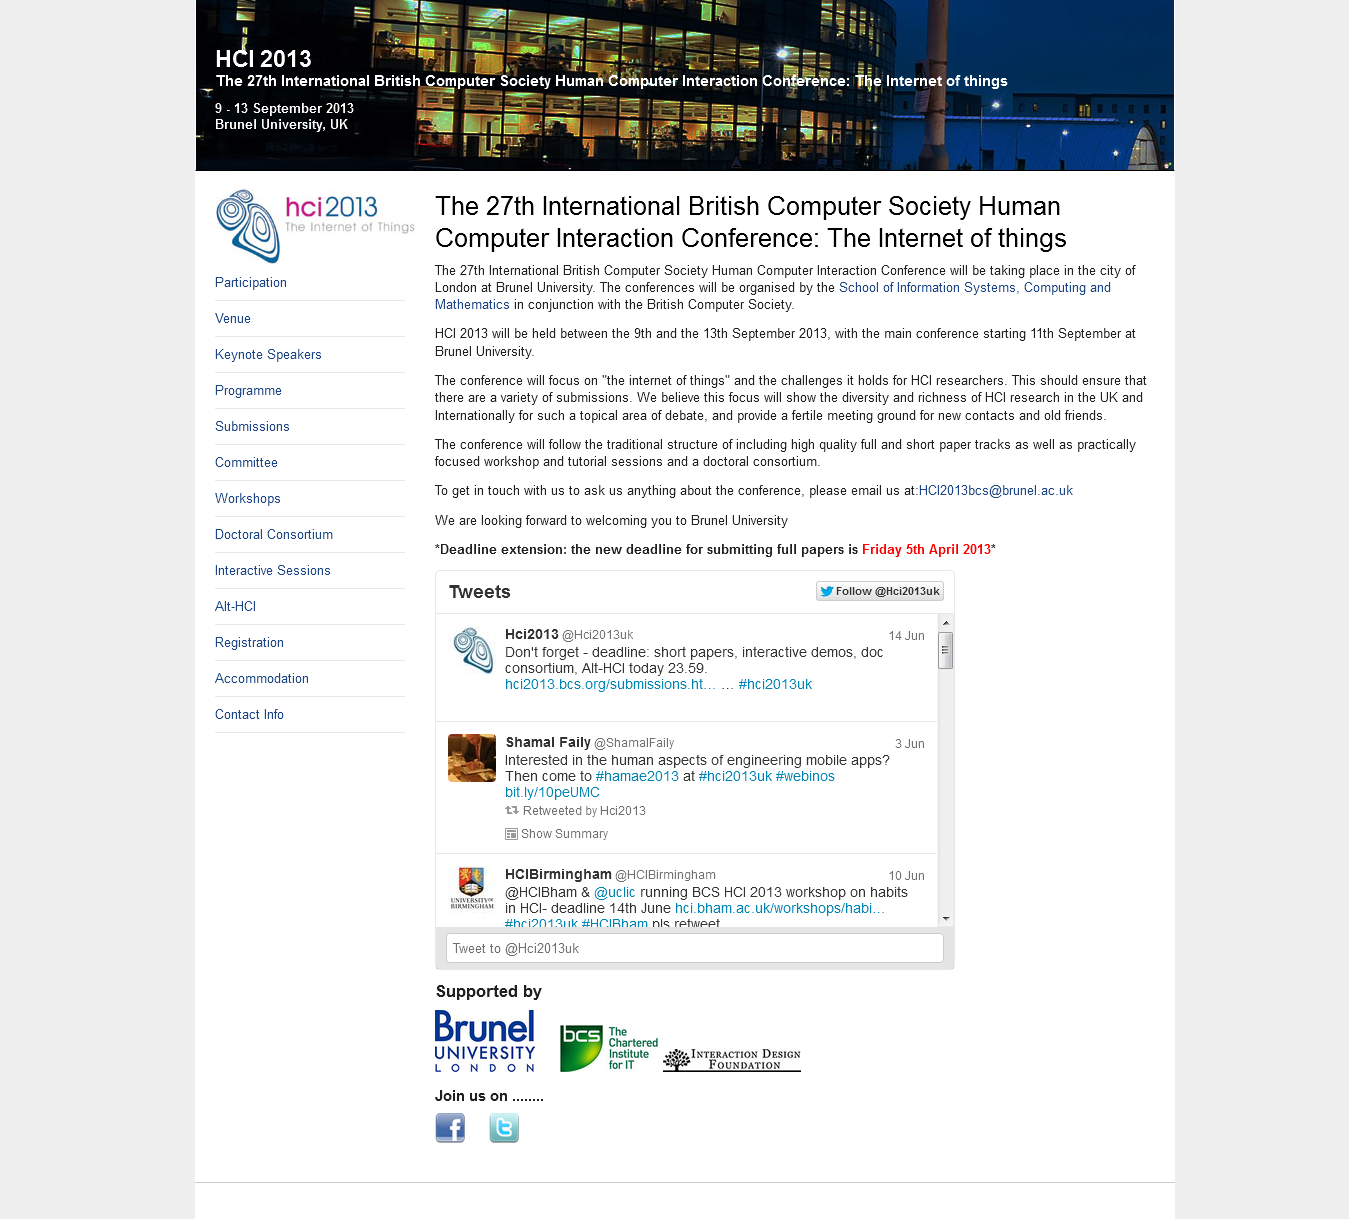 HCI 2013
The 27th International British Computer Society Human Computer Interaction Conference: The Internet of things
9 - 13 September 2013
Brunel University, UK
hci2013
The Internet of Things
Participation
Venue
Keynote Speakers
Programme
Submissions
Committee
Workshops
Doctoral Consortium
Interactive Sessions
Alt-HCI
Registration
Accommodation
Contact Info
The 27th International British Computer Society Human
Computer Interaction Conference: The Internet of things
The 27th International British Computer Society Human Computer Interaction Conference will be taking place in the city of
London at Brunel University. The conferences will be organised by the School of Information Systems, Computing and
Mathematics in conjunction with the British Computer Society.
HCI 2013 will be held between the 9th and the 13th September 2013, with the main conference starting 11th September at
Brunel University.
The conference will focus on "the internet of things" and the challenges it holds for HCI researchers. This should ensure that
there are a variety of submissions. We believe this focus will show the diversity and richness of HCI research in the UK and
Internationally for such a topical area of debate, and provide a fertile meeting ground for new contacts and old friends.
The conference will follow the traditional structure of including high quality full and short paper tracks as well as practically
focused workshop and tutorial sessions and a doctoral consortium.
To get in touch with us to ask us anything about the conference, please email us at:HCI2013bcs@brunel.ac.uk
We are looking forward to welcoming you to Brunel University
*Deadline extension: the new deadline for submitting full papers is Friday 5th April 2013*
Tweets
Follow @Hci2013uk
Hci2013 @Hci2013uk 14 Jun
Don't forget - deadline: short papers, interactive demos, doc
consortium, Alt-HCI today 23.59.
hci2013.bcs.org/submissions.ht… … #hci2013uk
Shamal Faily @ShamalFaily 3 Jun
Interested in the human aspects of engineering mobile apps?
Then come to #hamae2013 at #hci2013uk #webinos
bit.ly/10peUMC
Retweeted by Hci2013
Show Summary
HCIBirmingham @HCIBirmingham 10 Jun
UNIVERSITY OF
BIRMINGHAM
@HCIBham & @uclic running BCS HCI 2013 workshop on habits
in HCI- deadline 14th June hci.bham.ac.uk/workshops/habi…
#hci2013uk #HCIBham pls retweet
Tweet to @Hci2013uk
Supported by
Brunel
UNIVERSITY
LONDON
bcs
The
Chartered
Institute
for IT
INTERACTION DESIGN
FOUNDATION
Join us on ........